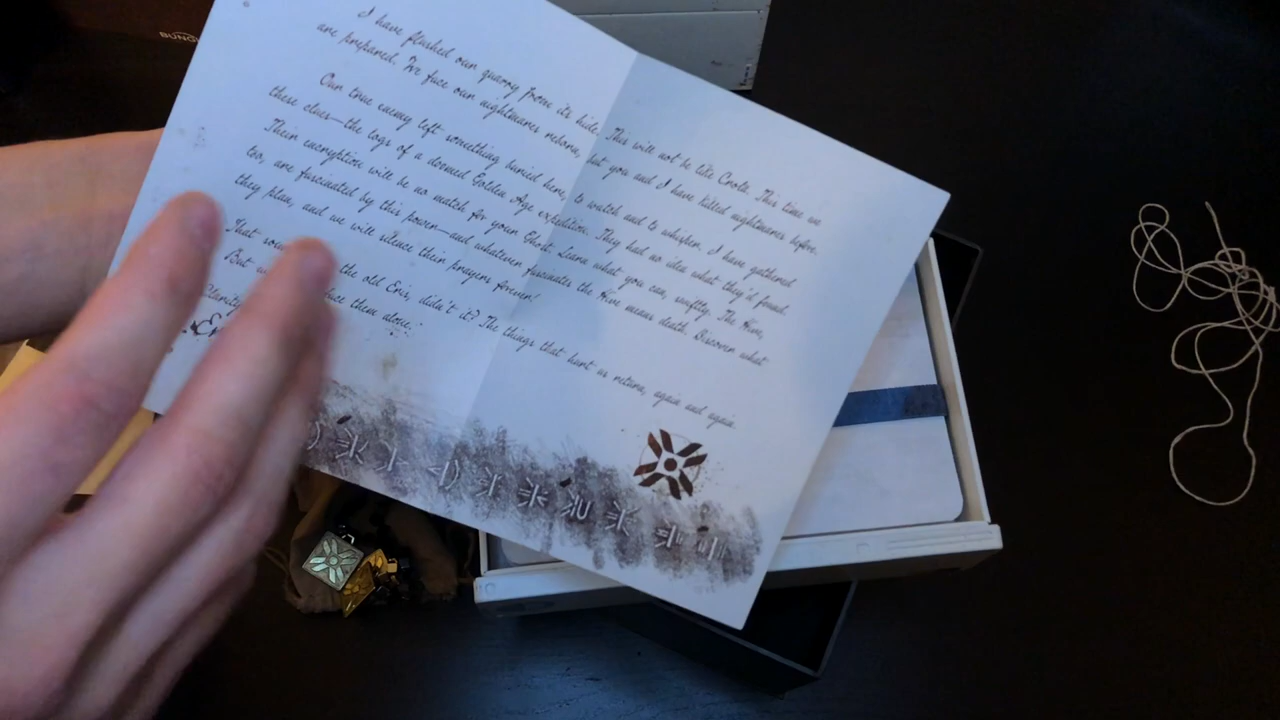 BUNG
I have flushed our quarry from its hide. This will not be like Crota. This time we
are prepared. We face our nightmares reborn, but you and I have killed nightmares before.
Our true enemy left something buried here, to watch and to whisper. I have gathered
these clues—the logs of a doomed Golden Age expedition. They had no idea what they'd found.
Their encryption will be no match for your Ghost. Learn what you can, swiftly. The Hive,
too, are fascinated by this power—and whatever fascinates the Hive means death. Discover what
they plan, and we will silence their prayers forever!
That the old Eris, didn't it? The things that hurt us return, again and again.
But them alone.
Clarity